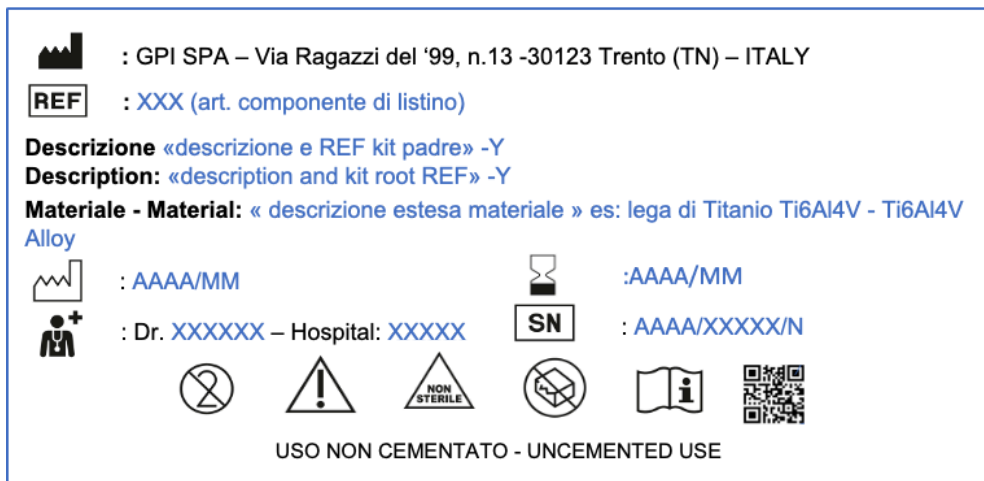 : GPI SPA – Via Ragazzi del ‘99, n.13 -30123 Trento (TN) – ITALY
REF : XXX (art. componente di listino)
Descrizione «descrizione e REF kit padre» -Y
Description: «description and kit root REF» -Y
Materiale - Material: « descrizione estesa materiale » es: lega di Titanio Ti6Al4V - Ti6Al4V
Alloy
: AAAA/MM :AAAA/MM
: Dr. XXXXXX – Hospital: XXXXX SN : AAAA/XXXXX/N
2 ! NON STERILE i
USO NON CEMENTATO - UNCEMENTED USE